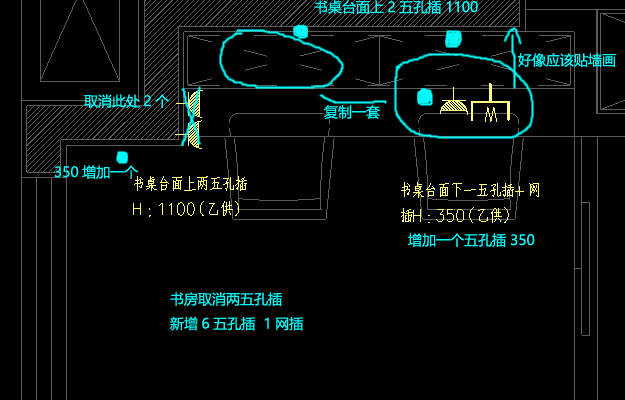 书桌台面上 2 五孔插 1100
好像应该贴墙画
取消此处 2 个
复制一套
350 增加一个
书桌台面上两五孔插
H：1100(乙供)
书桌台面下一五孔插+网
插H：350(乙供)
W
增加一个五孔插 350
书房取消两五孔插
新增 6 五孔插 1 网插